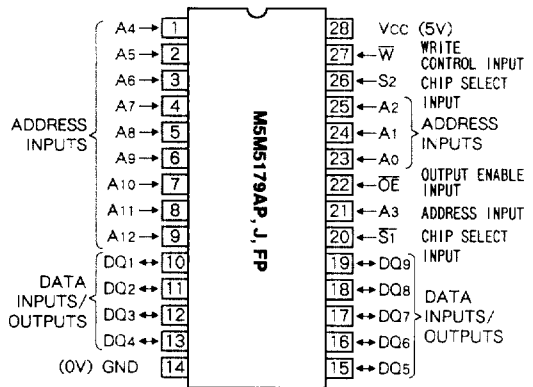 A4 → 1
A5 → 2
A6 → 3
A7 → 4
A8 → 5
A9 → 6
A10 → 7
A11 → 8
A12 → 9
ADDRESS
INPUTS
DQ1 ↔ 10
DQ2 ↔ 11
DQ3 ↔ 12
DQ4 ↔ 13
DATA
INPUTS/
OUTPUTS
(0V) GND 14
M5M5179AP, J, FP
28 VCC (5V)
27 ← W̅ WRITE
CONTROL INPUT
26 ← S2 CHIP SELECT
INPUT
25 ← A2
24 ← A1
23 ← A0
ADDRESS
INPUTS
22 ← O̅E̅ OUTPUT ENABLE
INPUT
21 ← A3 ADDRESS INPUT
20 ← S̅1̅ CHIP SELECT
INPUT
19 ↔ DQ9
18 ↔ DQ8
17 ↔ DQ7
16 ↔ DQ6
15 ↔ DQ5
DATA
INPUTS/
OUTPUTS